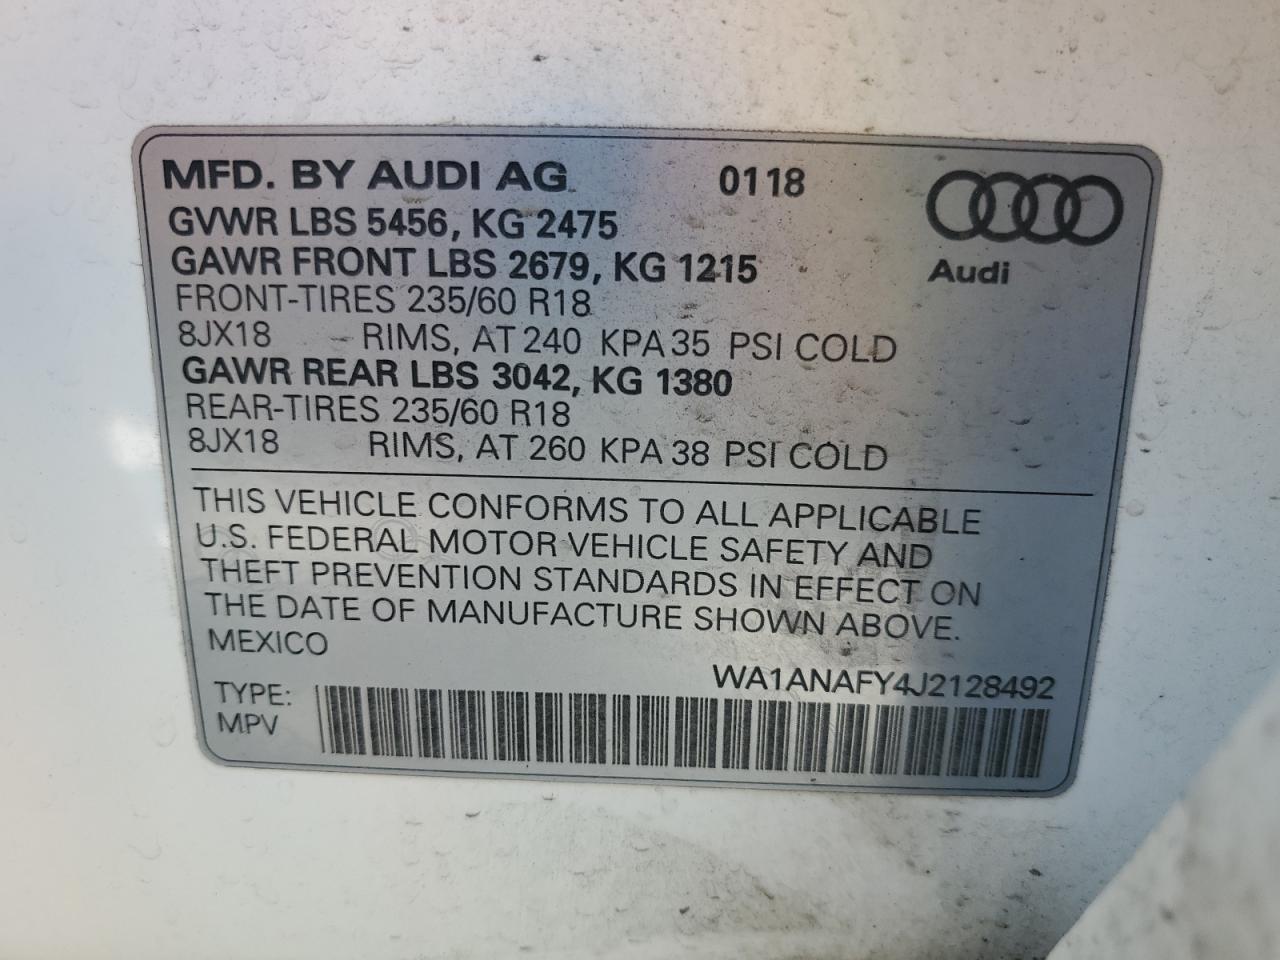 MFD. BY AUDI AG 0118
GVWR LBS 5456, KG 2475
GAWR FRONT LBS 2679, KG 1215
Audi
FRONT-TIRES 235/60 R18
8JX18 RIMS, AT 240 KPA 35 PSI COLD
GAWR REAR LBS 3042, KG 1380
REAR-TIRES 235/60 R18
8JX18 RIMS, AT 260 KPA 38 PSI COLD
THIS VEHICLE CONFORMS TO ALL APPLICABLE
U.S. FEDERAL MOTOR VEHICLE SAFETY AND
THEFT PREVENTION STANDARDS IN EFFECT ON
THE DATE OF MANUFACTURE SHOWN ABOVE.
MEXICO
WA1ANAFY4J2128492
TYPE:
MPV